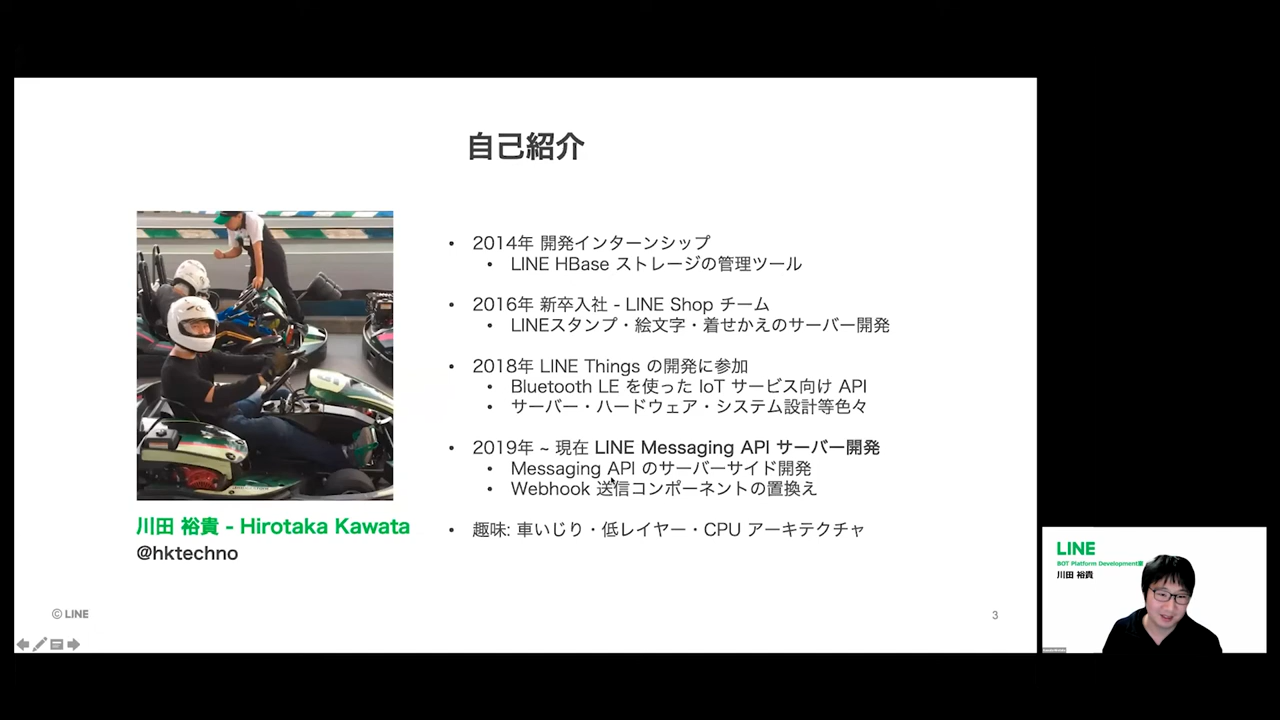 自己紹介
• 2014年 開発インターンシップ
• LINE HBase ストレージの管理ツール
• 2016年 新卒入社 - LINE Shop チーム
• LINEスタンプ・絵文字・着せかえのサーバー開発
• 2018年 LINE Things の開発に参加
• Bluetooth LE を使った IoT サービス向け API
• サーバー・ハードウェア・システム設計等色々
• 2019年 ~ 現在 LINE Messaging API サーバー開発
• Messaging API のサーバーサイド開発
• Webhook 送信コンポーネントの置換え
• 趣味: 車いじり・低レイヤー・CPU アーキテクチャ
川田 裕貴 - Hirotaka Kawata
@hktechno
© LINE
3
LINE
BOT Platform Development室
川田 裕貴